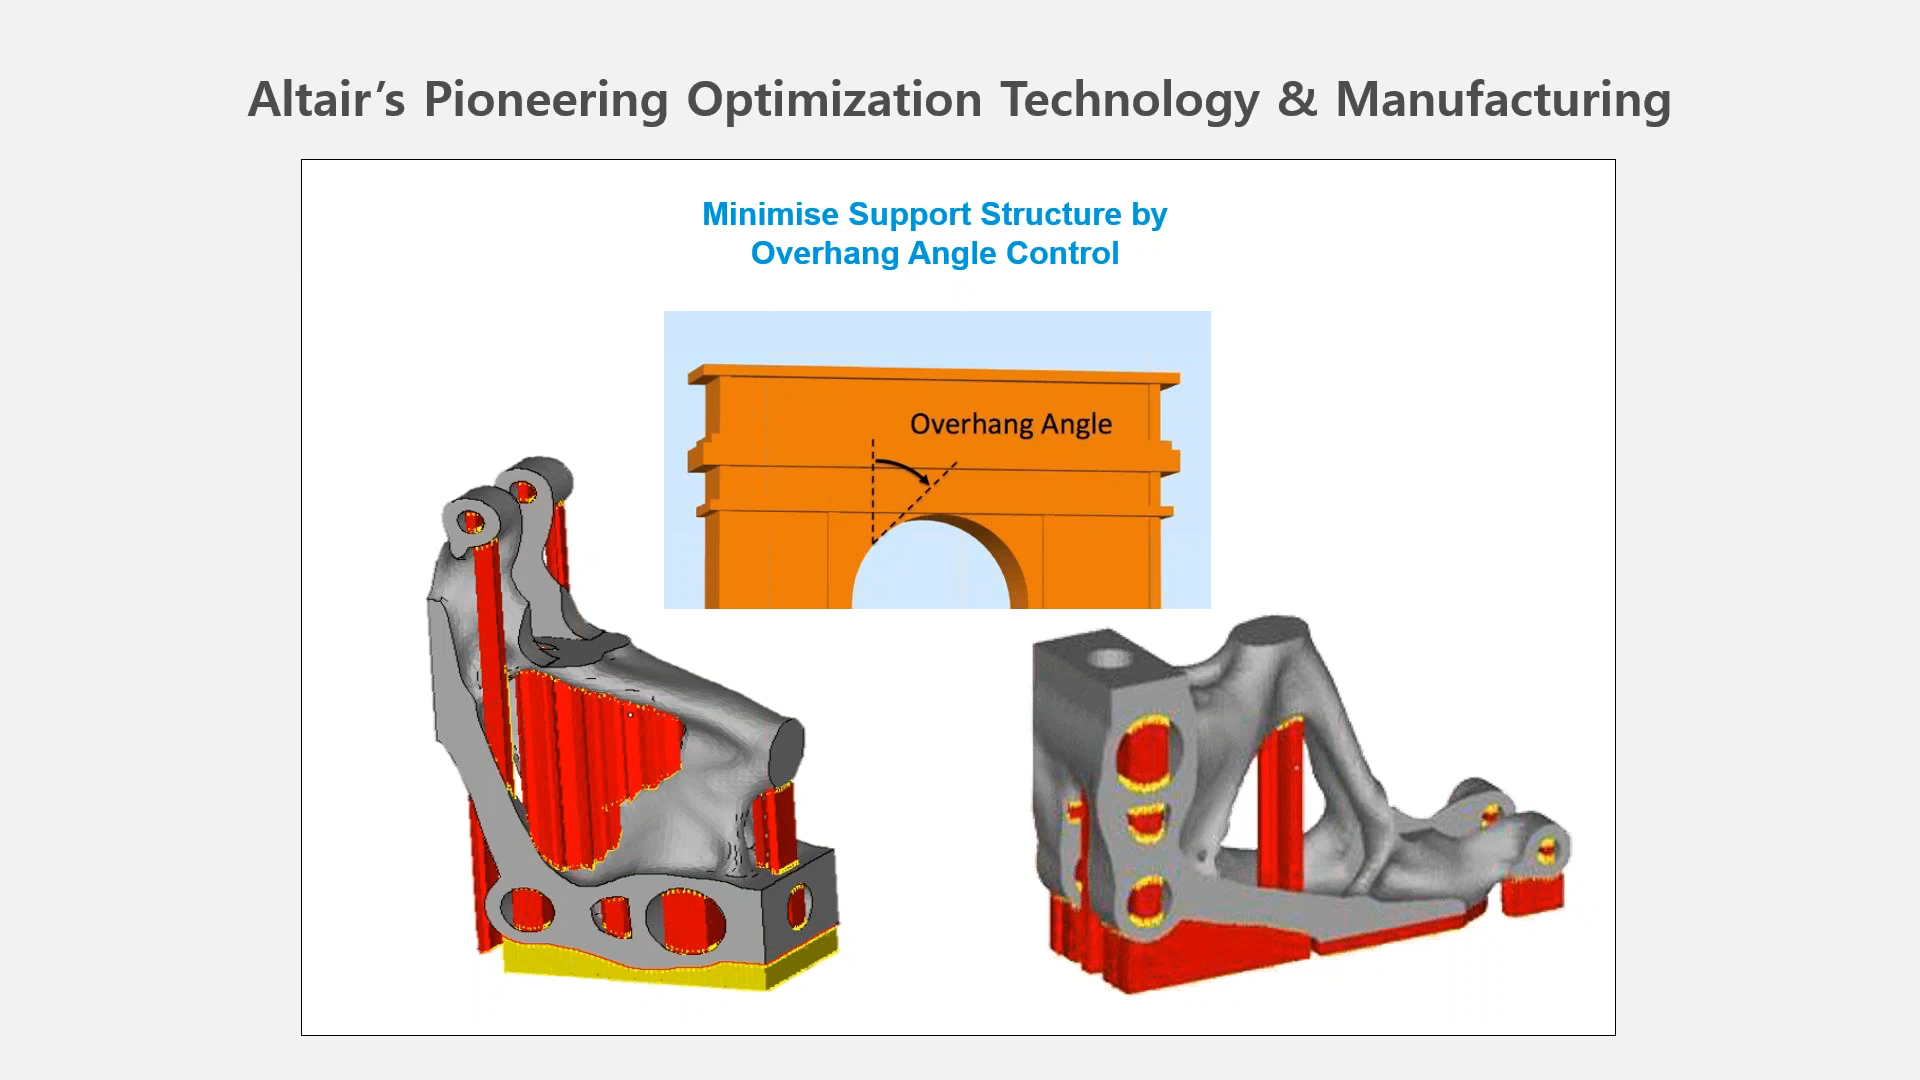 Altair’s Pioneering Optimization Technology & Manufacturing
Minimise Support Structure by
Overhang Angle Control
Overhang Angle